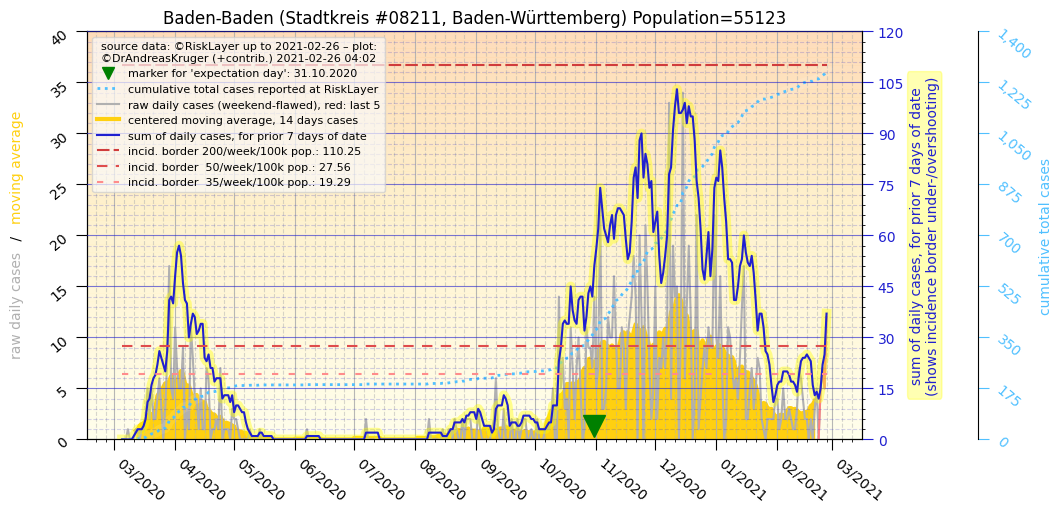 Baden-Baden (Stadtkreis #08211, Baden-Württemberg) Population=55123
source data: ©RiskLayer up to 2021-02-26 – plot:
©DrAndreasKruger (+contrib.) 2021-02-26 04:02
marker for 'expectation day': 31.10.2020
cumulative total cases reported at RiskLayer
raw daily cases (weekend-flawed), red: last 5
centered moving average, 14 days cases
sum of daily cases, for prior 7 days of date
incid. border 200/week/100k pop.: 110.25
incid. border  50/week/100k pop.: 27.56
incid. border  35/week/100k pop.: 19.29
raw daily cases  /  moving average
40
35
30
25
20
15
10
5
0
120
105
90
75
60
45
30
15
0
sum of daily cases, for prior 7 days of date
(shows incidence border under-/overshooting)
1,400
1,225
1,050
875
700
525
350
175
0
cumulative total cases
03/2020
04/2020
05/2020
06/2020
07/2020
08/2020
09/2020
10/2020
11/2020
12/2020
01/2021
02/2021
03/2021